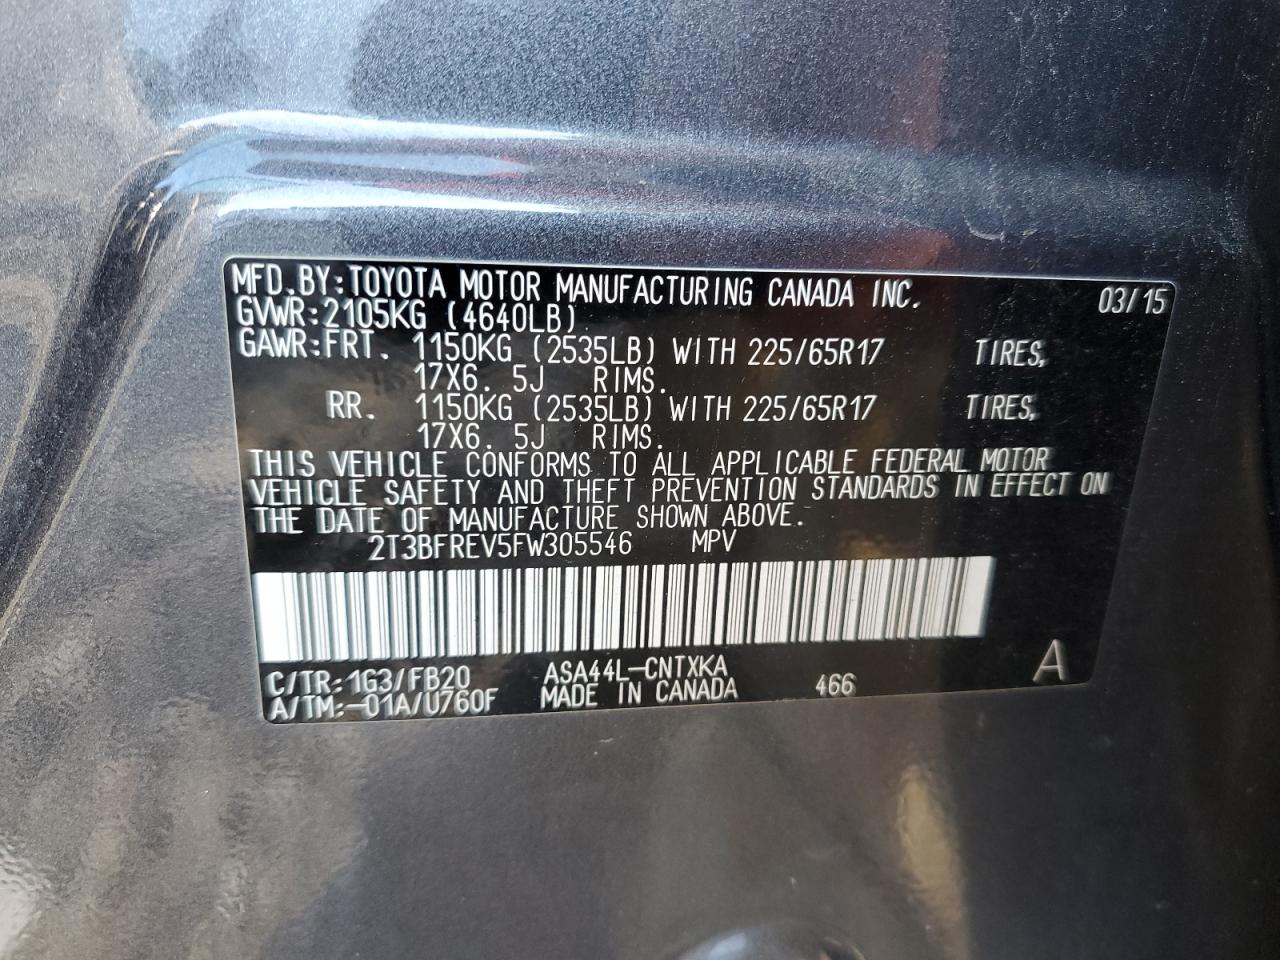 MFD.BY:TOYOTA MOTOR MANUFACTURING CANADA INC. 03/15
GVWR:2105KG (4640LB)
GAWR:FRT. 1150KG (2535LB) WITH 225/65R17 TIRES,
17X6. 5J RIMS.
RR. 1150KG (2535LB) WITH 225/65R17 TIRES,
17X6. 5J RIMS.
THIS VEHICLE CONFORMS TO ALL APPLICABLE FEDERAL MOTOR
VEHICLE SAFETY AND THEFT PREVENTION STANDARDS IN EFFECT ON
THE DATE OF MANUFACTURE SHOWN ABOVE.
2T3BFREV5FW305546 MPV
C/TR:1G3/FB20 ASA44L-CNTXKA A
A/TM:-01A/U760F MADE IN CANADA 466